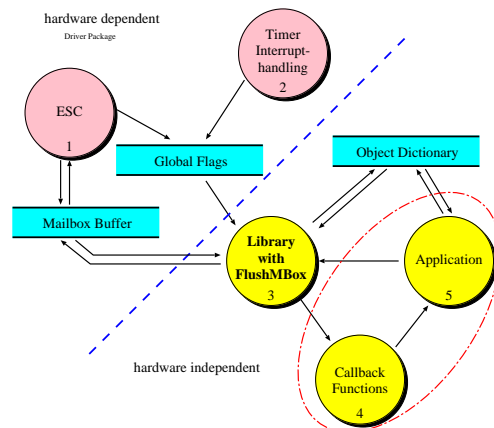 hardware dependent
Driver Package
Timer
Interrupt-
handling
2
ESC
1
Global Flags
Object Dictionary
Mailbox Buffer
Library
with
FlushMBox
3
Application
5
hardware independent
Callback
Functions
4